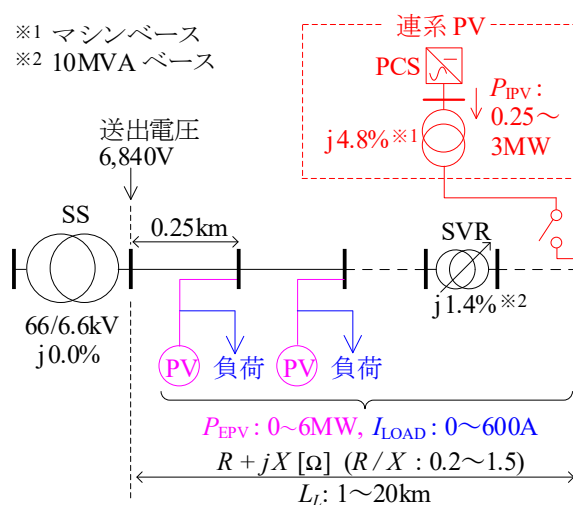 ※1 マシンベース
※2 10MVA ベース
連系 PV
PCS
P_IPV :
0.25～
3MW
j4.8%※1
送出電圧
6,840V
SS
0.25km
SVR
66/6.6kV
j0.0%
j1.4%※2
PV 負荷 PV 負荷
P_EPV : 0～6MW, I_LOAD : 0～600A
R + jX [Ω] (R / X : 0.2～1.5)
L_L: 1～20km